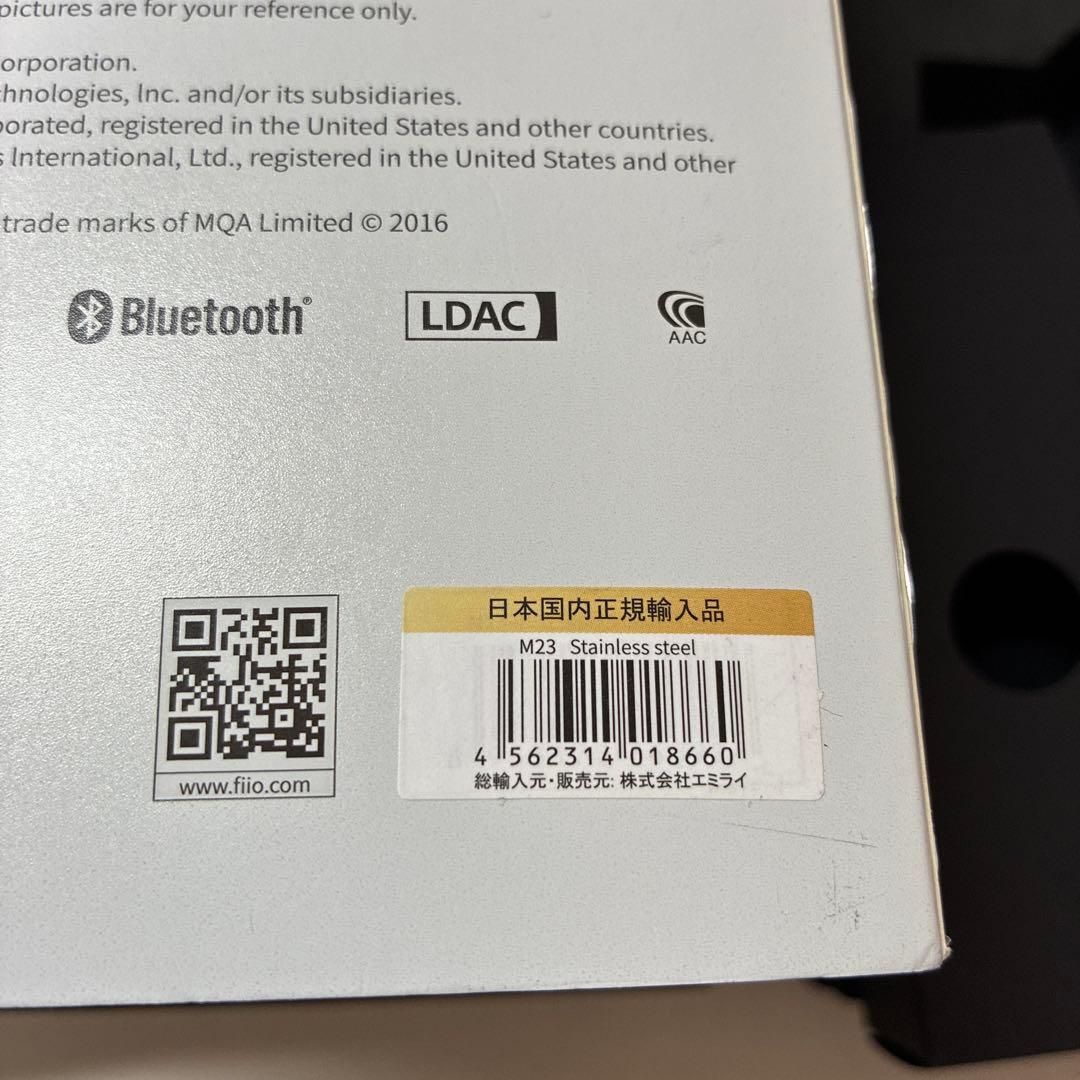 pictures are for your reference only.
orporation.
hnologies, Inc. and/or its subsidiaries.
orated, registered in the United States and other countries.
s International, Ltd., registered in the United States and other
trade marks of MQA Limited © 2016
Bluetooth®
LDAC
AAC
日本国内正規輸入品
M23 Stainless steel
4 562314 018660
総輸入元・販売元: 株式会社エミライ
www.fiio.com